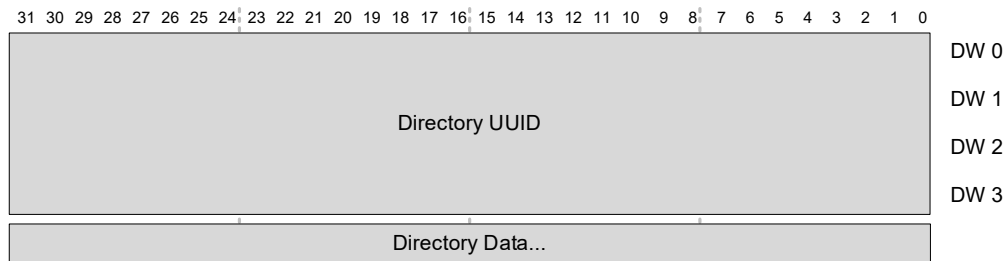 31 30 29 28 27 26 25 24 23 22 21 20 19 18 17 16 15 14 13 12 11 10 9 8 7 6 5 4 3 2 1 0
DW 0
DW 1
Directory UUID
DW 2
DW 3
Directory Data...